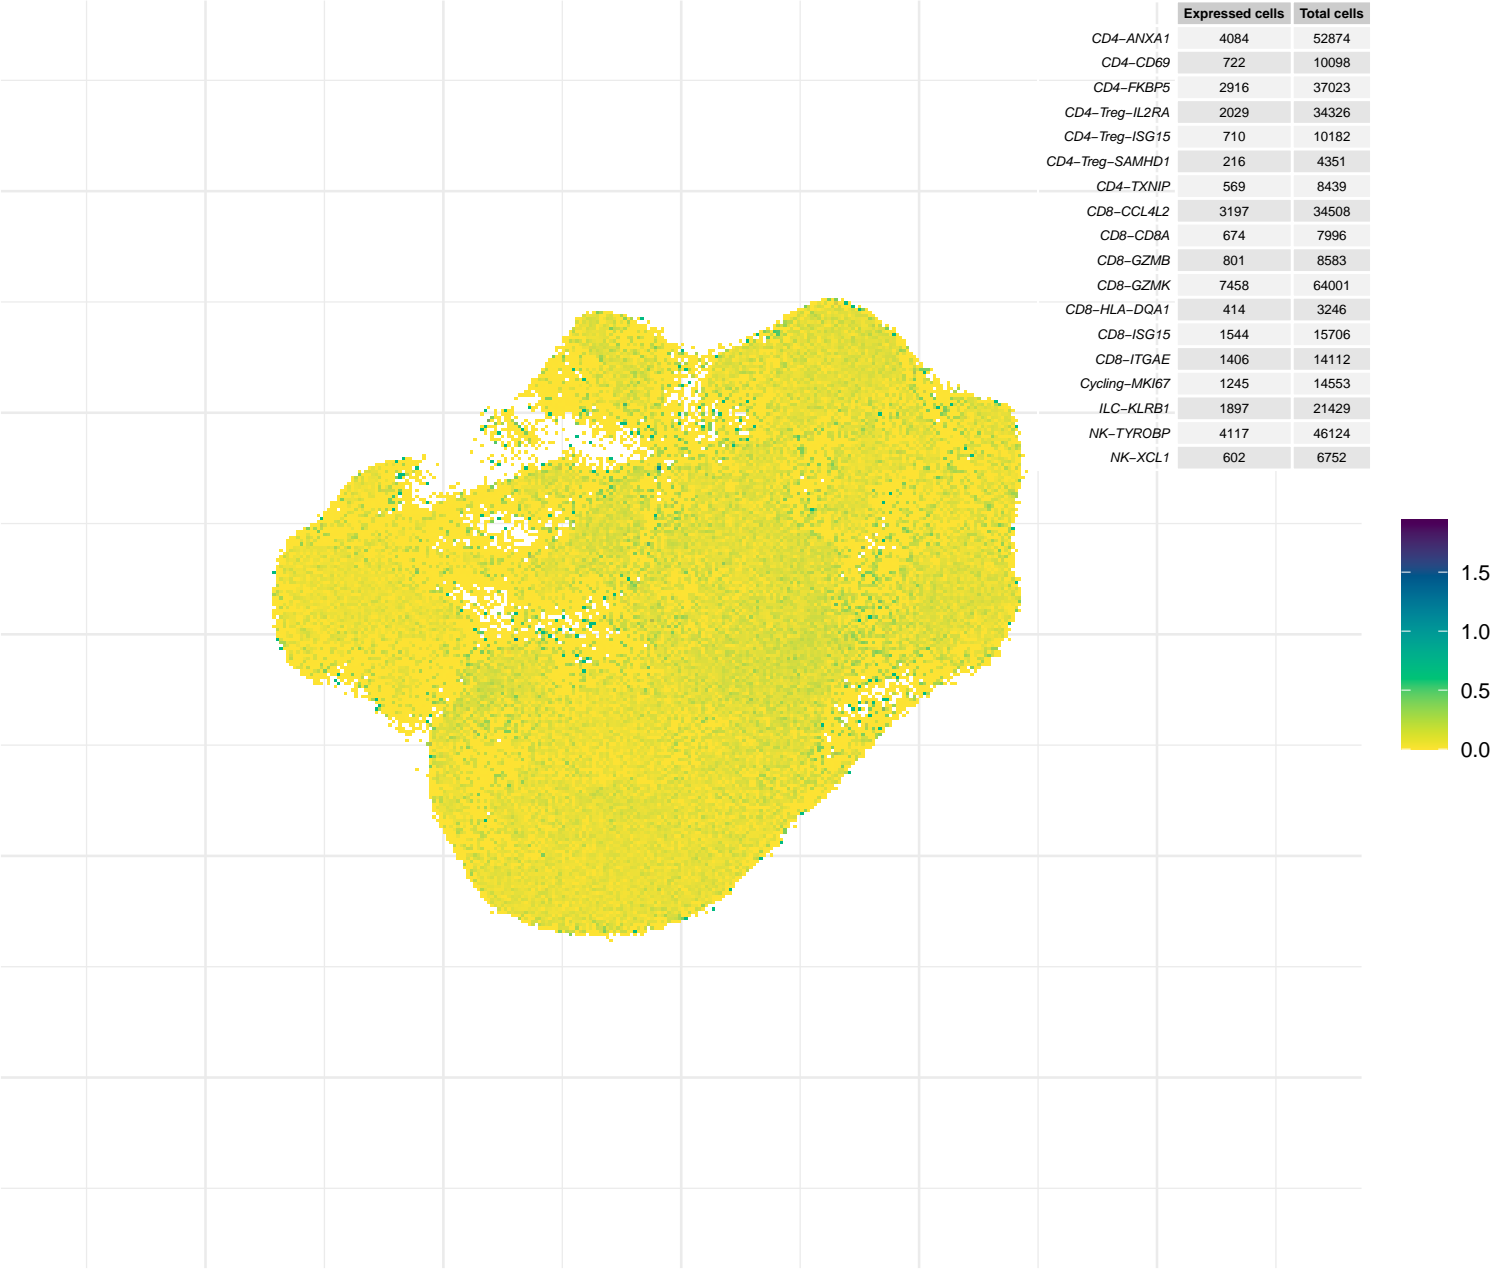 Expressed cells Total cells
CD4−ANXA1 4084 52874
CD4−CD69 722 10098
CD4−FKBP5 2916 37023
CD4−Treg−IL2RA 2029 34326
CD4−Treg−ISG15 710 10182
CD4−Treg−SAMHD1 216 4351
CD4−TXNIP 569 8439
CD8−CCL4L2 3197 34508
CD8−CD8A 674 7996
CD8−GZMB 801 8583
CD8−GZMK 7458 64001
CD8−HLA−DQA1 414 3246
CD8−ISG15 1544 15706
CD8−ITGAE 1406 14112
Cycling−MKI67 1245 14553
ILC−KLRB1 1897 21429
NK−TYROBP 4117 46124
NK−XCL1 602 6752
1.5
1.0
0.5
0.0